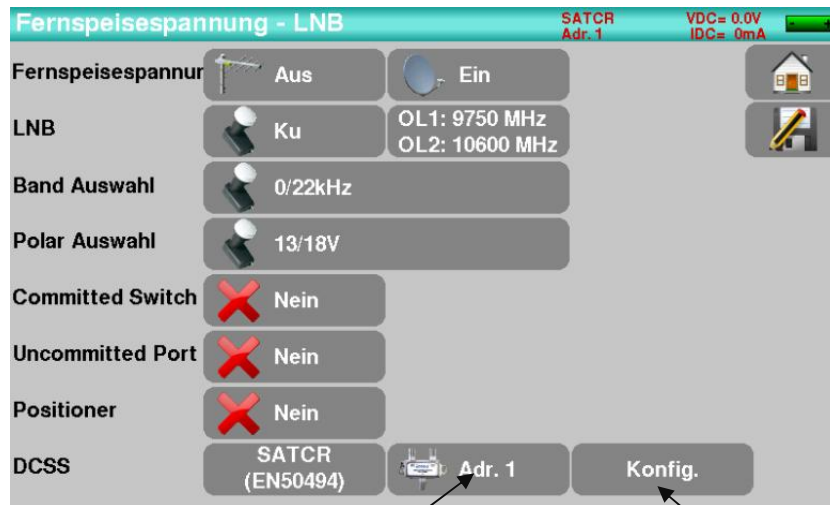 Fernspeisespannung - LNB
SATCR
Adr. 1
VDC= 0.0V
IDC= 0mA
Fernspeisespannur
Aus
Ein
LNB
Ku
OL1: 9750 MHz
OL2: 10600 MHz
Band Auswahl
0/22kHz
Polar Auswahl
13/18V
Committed Switch
Nein
Uncommitted Port
Nein
Positioner
Nein
DCSS
SATCR
(EN50494)
Adr. 1
Konfig.